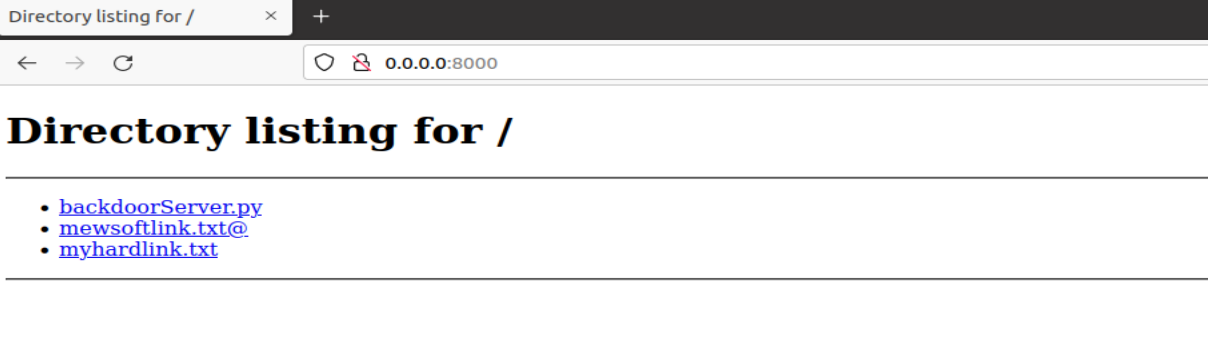 Directory listing for /
0.0.0.0:8000
Directory listing for /
backdoorServer.py
mewsoftlink.txt@
myhardlink.txt